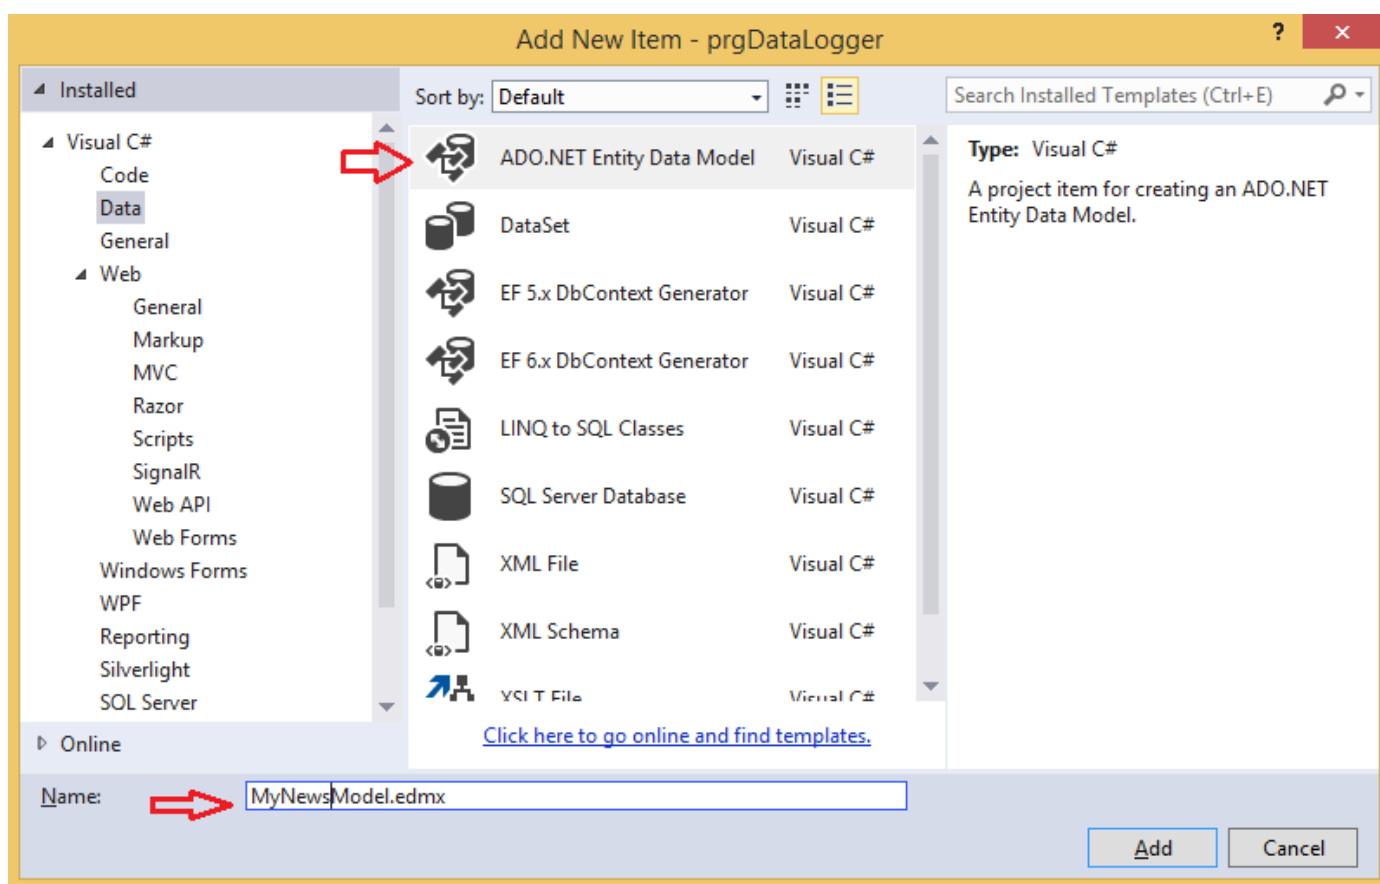 Add New Item - prgDataLogger
?
Installed
Sort by: Default
Search Installed Templates (Ctrl+E)
Visual C#
Code
Data
General
Web
General
Markup
MVC
Razor
Scripts
SignalR
Web API
Web Forms
Windows Forms
WPF
Reporting
Silverlight
SQL Server
Online
ADO.NET Entity Data Model Visual C#
DataSet Visual C#
EF 5.x DbContext Generator Visual C#
EF 6.x DbContext Generator Visual C#
LINQ to SQL Classes Visual C#
SQL Server Database Visual C#
XML File Visual C#
XML Schema Visual C#
XSLT File Visual C#
Click here to go online and find templates.
Type: Visual C#
A project item for creating an ADO.NET
Entity Data Model.
Name: MyNewsModel.edmx
Add Cancel